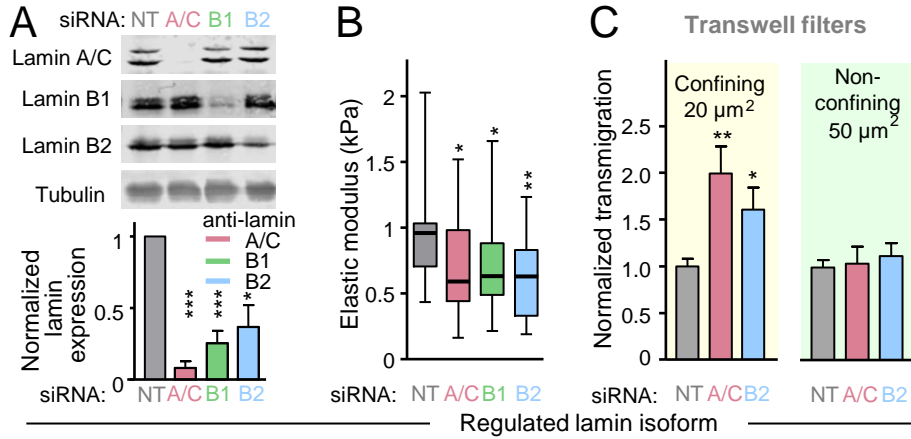 A
siRNA: NT A/C B1 B2
Lamin A/C
Lamin B1
Lamin B2
Tubulin
anti-lamin
A/C
B1
B2
Normalized
lamin
expression
1
0.5
0
***
***
*
siRNA: NT A/C B1 B2
B
Elastic modulus (kPa)
2
1.5
1
0.5
0
*
*
**
siRNA: NT A/C B1 B2
C
Transwell filters
Confining
20 µm2
Non-
confining
50 µm2
Normalized transmigration
2.5
2.0
1.5
1.0
0
**
*
siRNA: NT A/C B2
NT A/C B2
Regulated lamin isoform